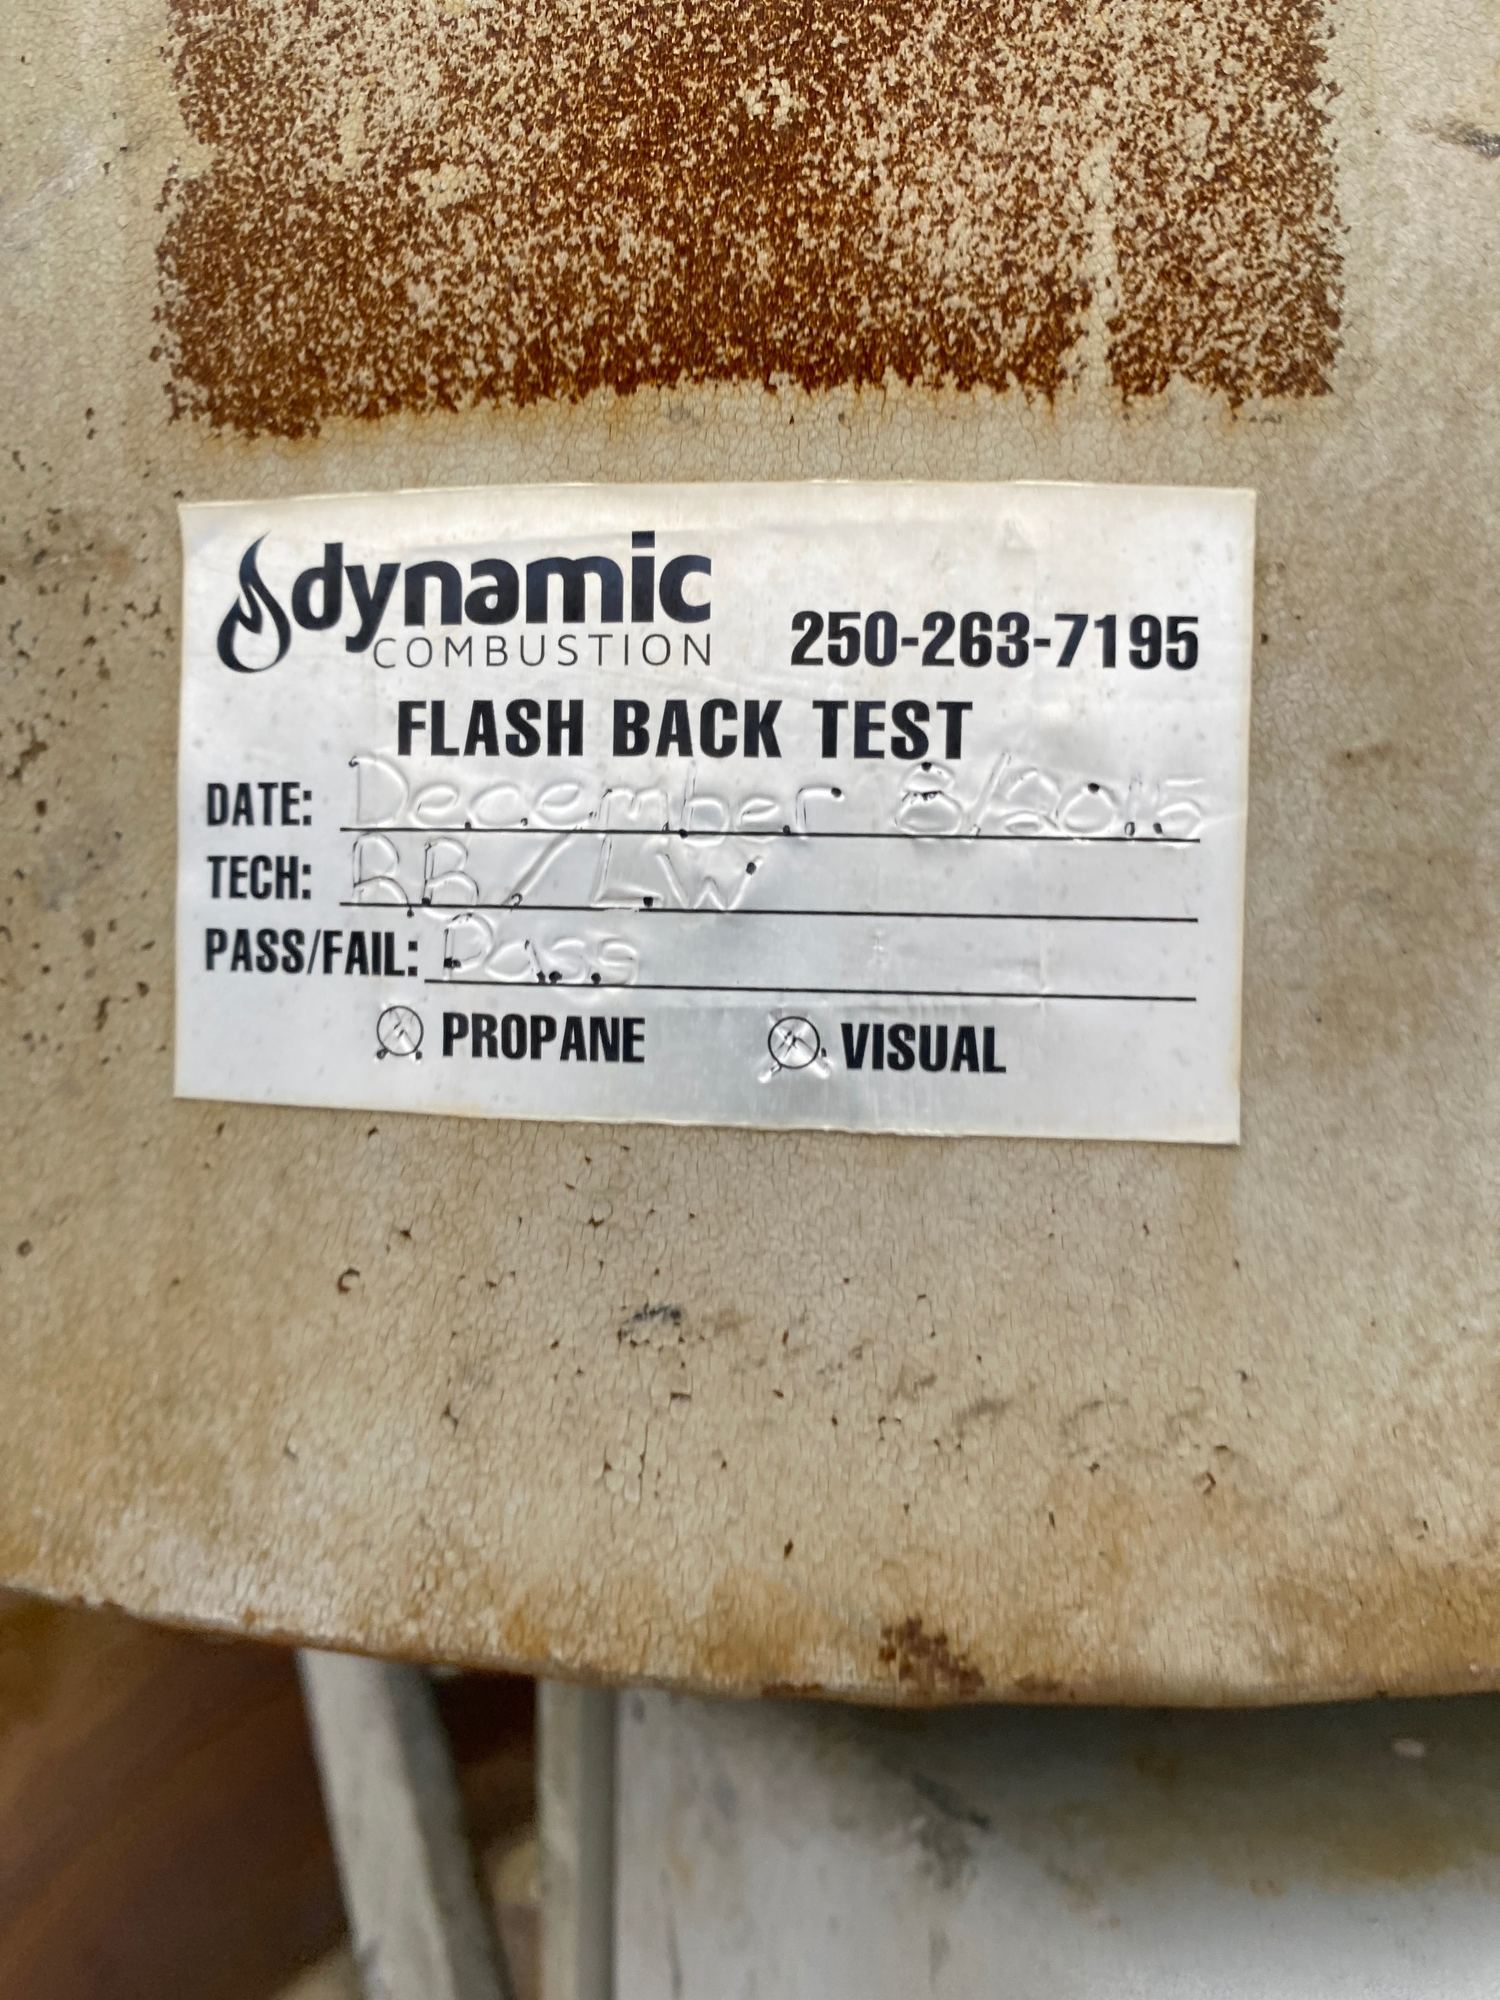 dynamic
COMBUSTION 250-263-7195
FLASH BACK TEST
DATE: December 8/2015
TECH: RB/LW
PASS/FAIL: Pass
PROPANE VISUAL